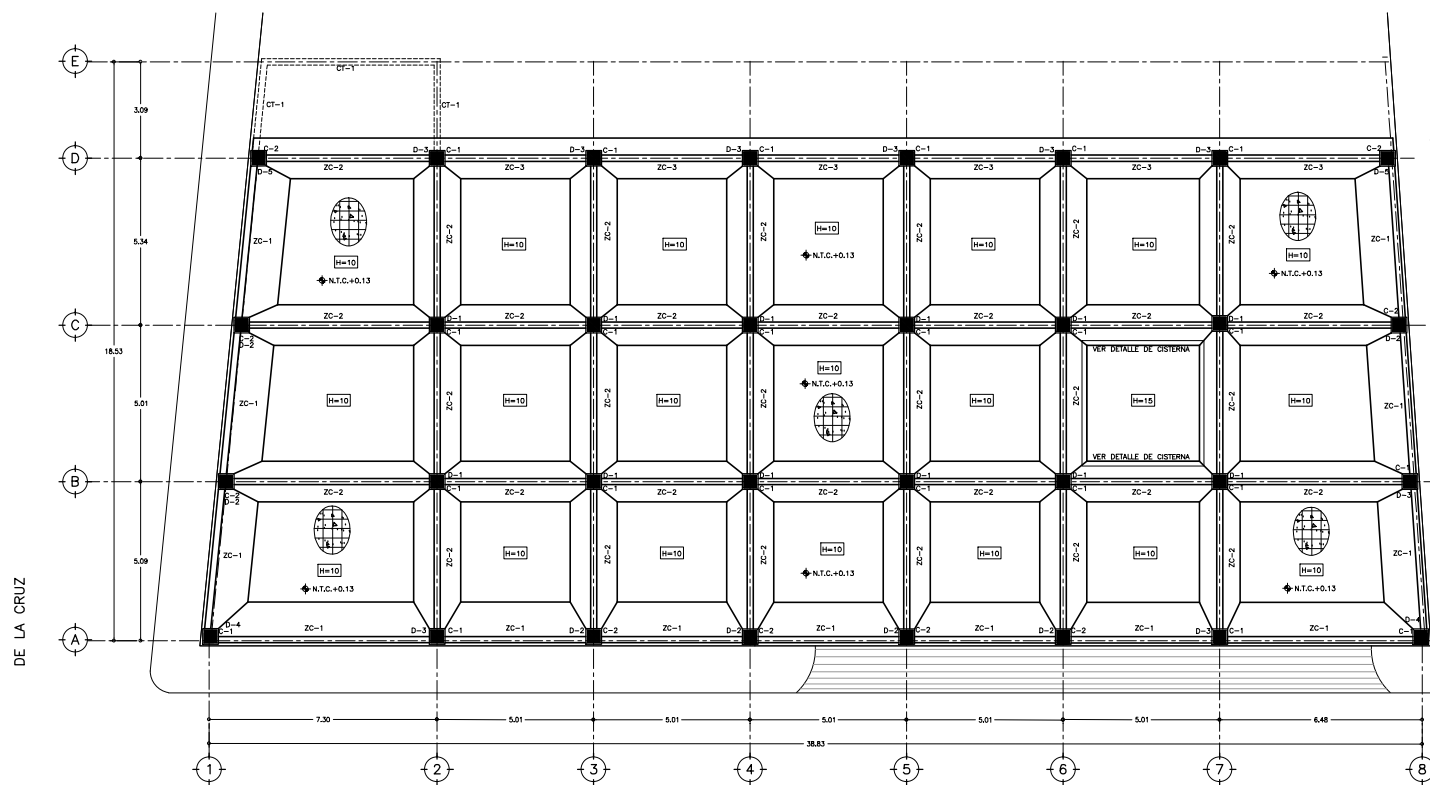 E
CT-1
CT-1 CT-1
3.09
D
C-2 D-3 C-1 D-3 C-1 D-3 C-1 D-3 C-1 D-3 C-1 D-3 C-1 C-2
D-5 ZC-2 ZC-3 ZC-3 ZC-3 ZC-3 ZC-3 ZC-3 D-5
ZC-1 ZC-2 ZC-2 ZC-2 ZC-2 ZC-2 ZC-2 ZC-1
5.34
H=10 H=10 H=10 H=10 H=10 H=10 H=10
N.T.C.+0.13 N.T.C.+0.13 N.T.C.+0.13
ZC-2 ZC-2 ZC-2 ZC-2 ZC-2 ZC-2 ZC-2 C-2
C
D-1 D-1 D-1 D-1 D-1 D-1
C-2 C-1 C-1 C-1 C-1 C-1 C-1
D-2 D-2
18.53
VER DETALLE DE CISTERNA
H=10
N.T.C.+0.13
ZC-1 ZC-2 ZC-2 ZC-2 ZC-2 ZC-2 ZC-2 ZC-1
5.01
H=10 H=10 H=10 H=10 H=15 H=10
VER DETALLE DE CISTERNA
C-1
B
D-1 D-1 D-1 D-1 D-1 D-1
C-2 C-1 C-1 C-1 C-1 C-1 C-1
D-2 ZC-2 ZC-2 ZC-2 ZC-2 ZC-2 ZC-2 ZC-2 D-3
ZC-1 ZC-2 ZC-2 ZC-2 ZC-2 ZC-2 ZC-2 ZC-1
5.09
H=10 H=10 H=10 H=10 H=10 H=10 H=10
N.T.C.+0.13 N.T.C.+0.13 N.T.C.+0.13
D-4 ZC-1 ZC-1 ZC-1 ZC-1 ZC-1 ZC-1 ZC-1 D-4
A
C-1 D-3 C-1 D-2 C-2 D-2 C-2 D-2 C-2 D-2 C-2 D-3 C-1 C-1
DE LA CRUZ
7.30 5.01 5.01 5.01 5.01 5.01 6.48
38.83
1 2 3 4 5 6 7 8